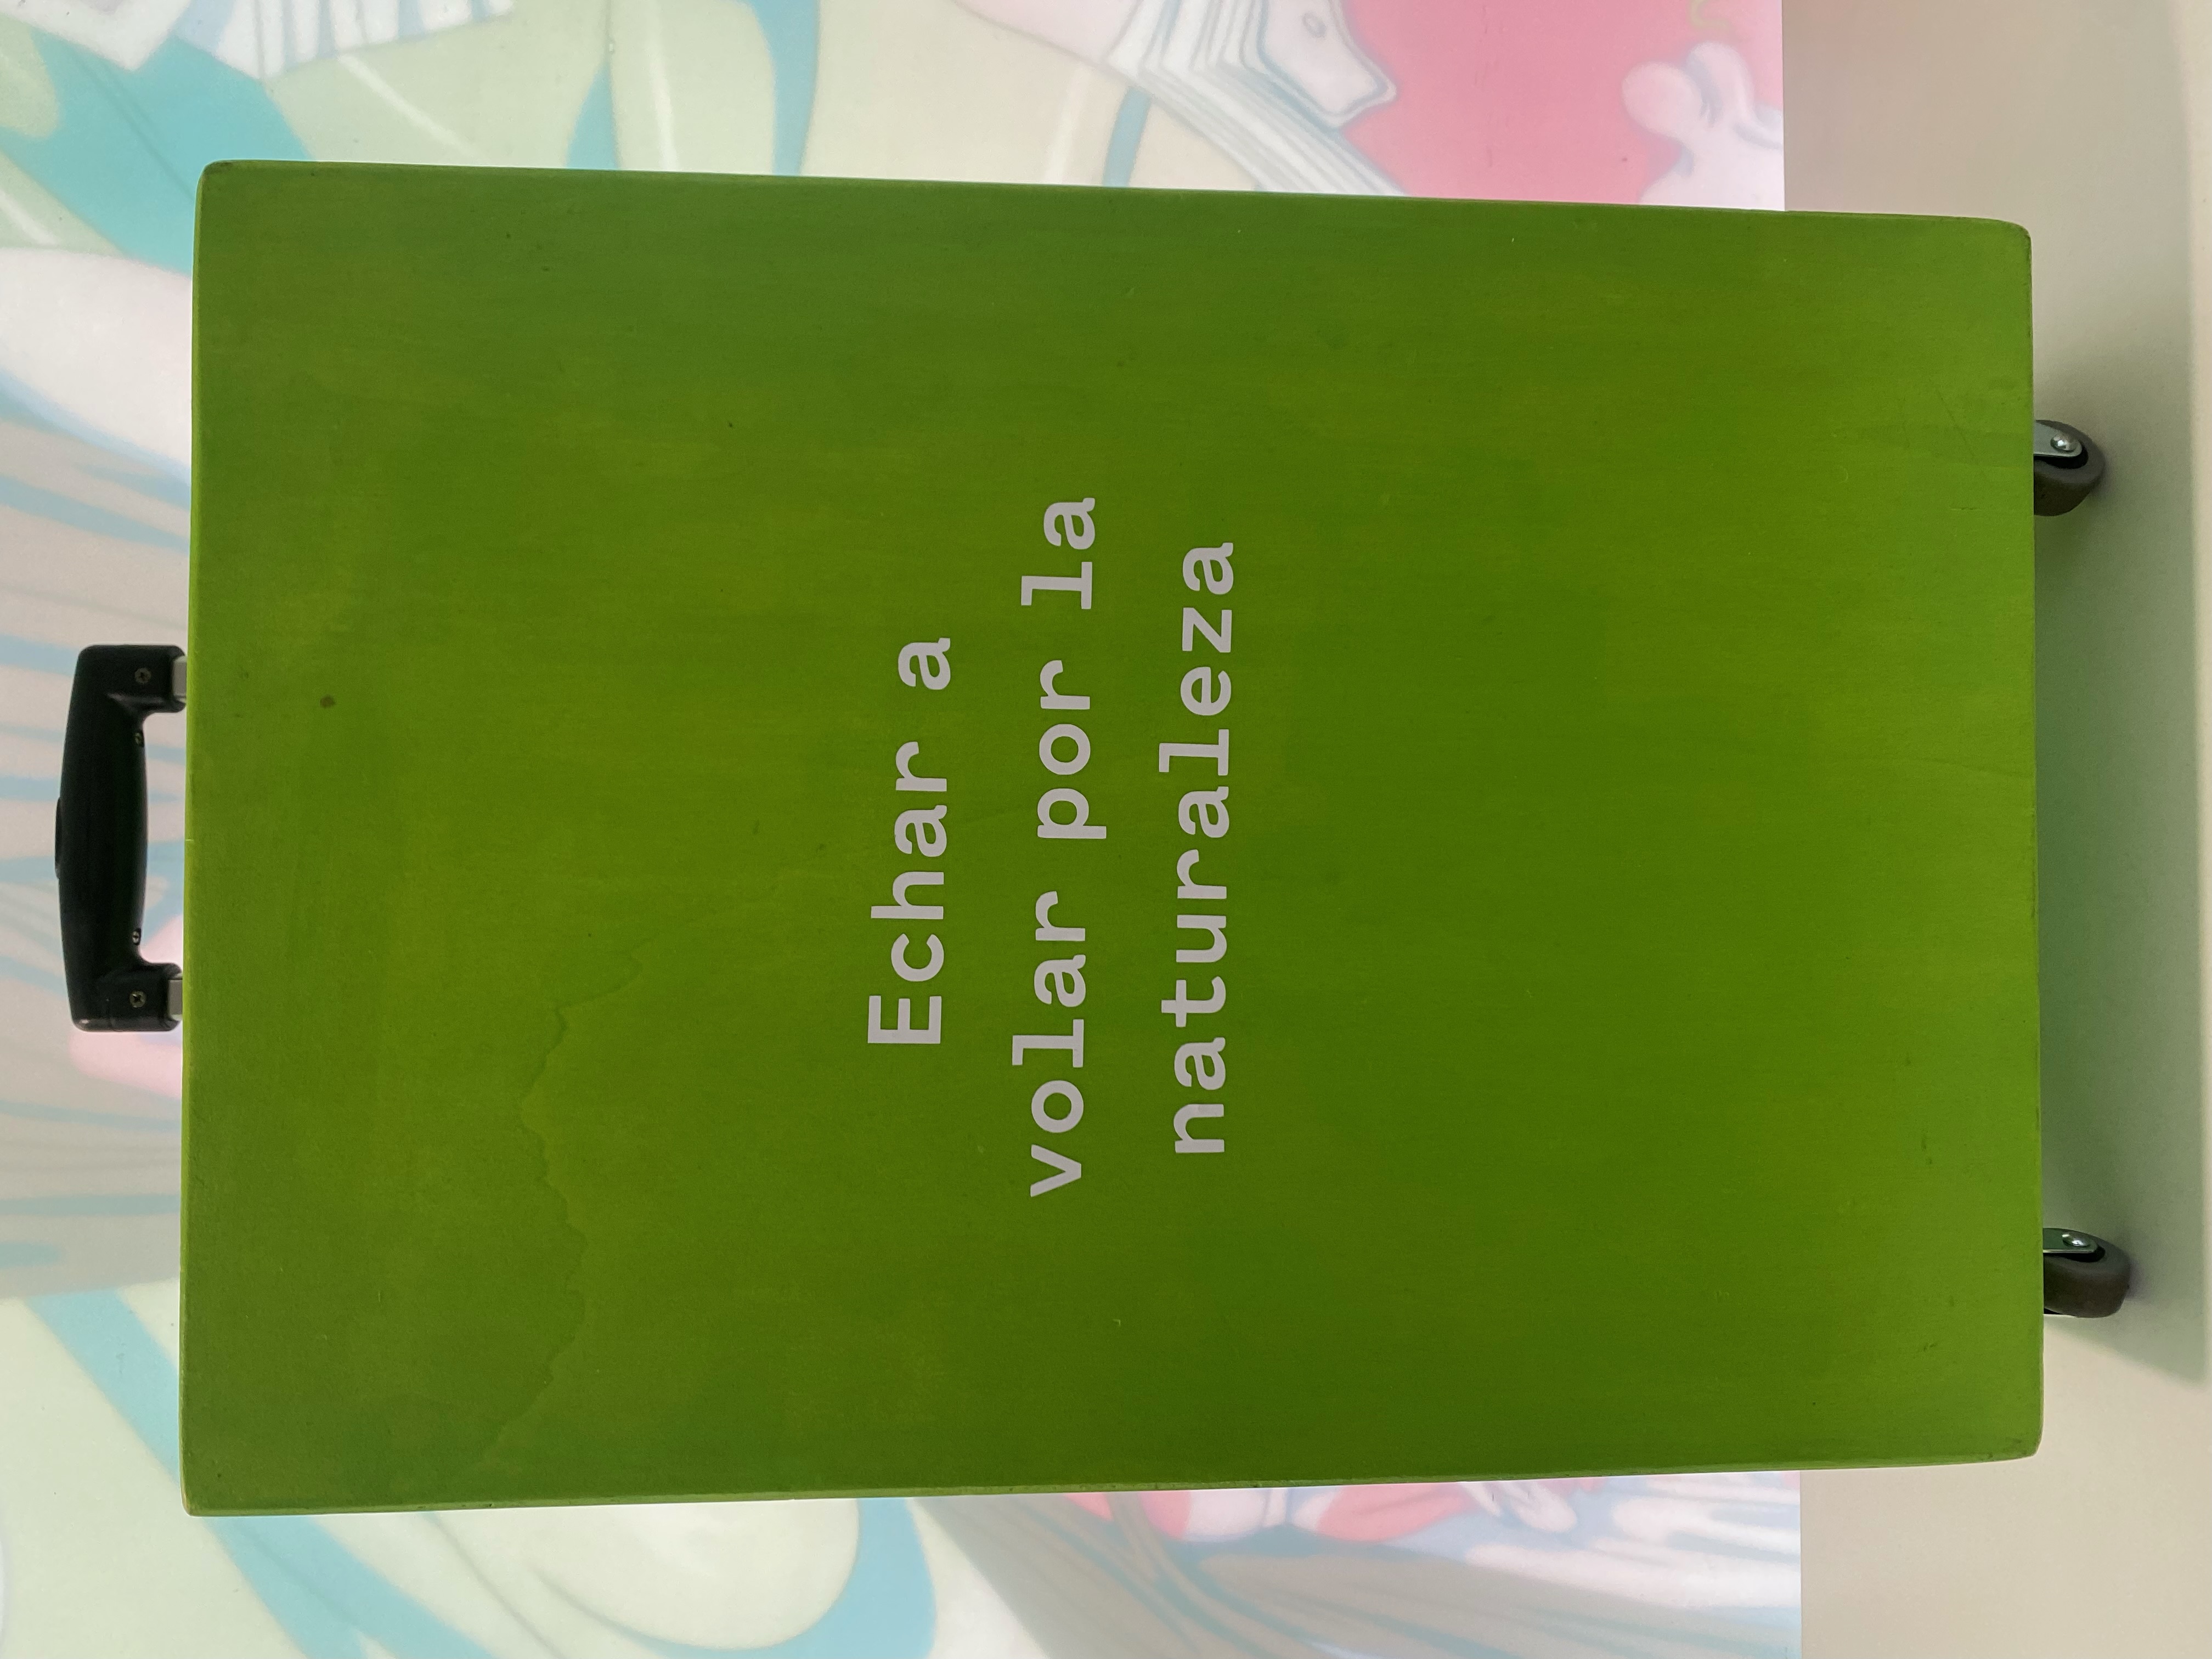 Echar a
volar por la
naturaleza